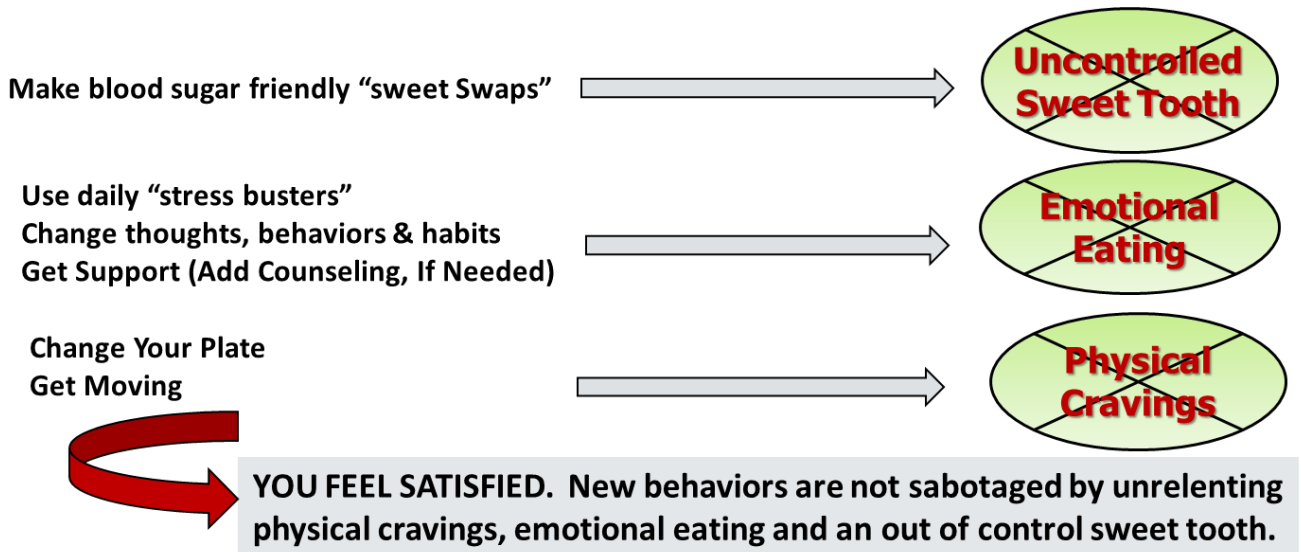 Make blood sugar friendly “sweet Swaps”
Uncontrolled
Sweet Tooth
Use daily “stress busters”
Change thoughts, behaviors & habits
Get Support (Add Counseling, If Needed)
Emotional
Eating
Change Your Plate
Get Moving
Physical
Cravings
YOU FEEL SATISFIED.  New behaviors are not sabotaged by unrelenting
physical cravings, emotional eating and an out of control sweet tooth.